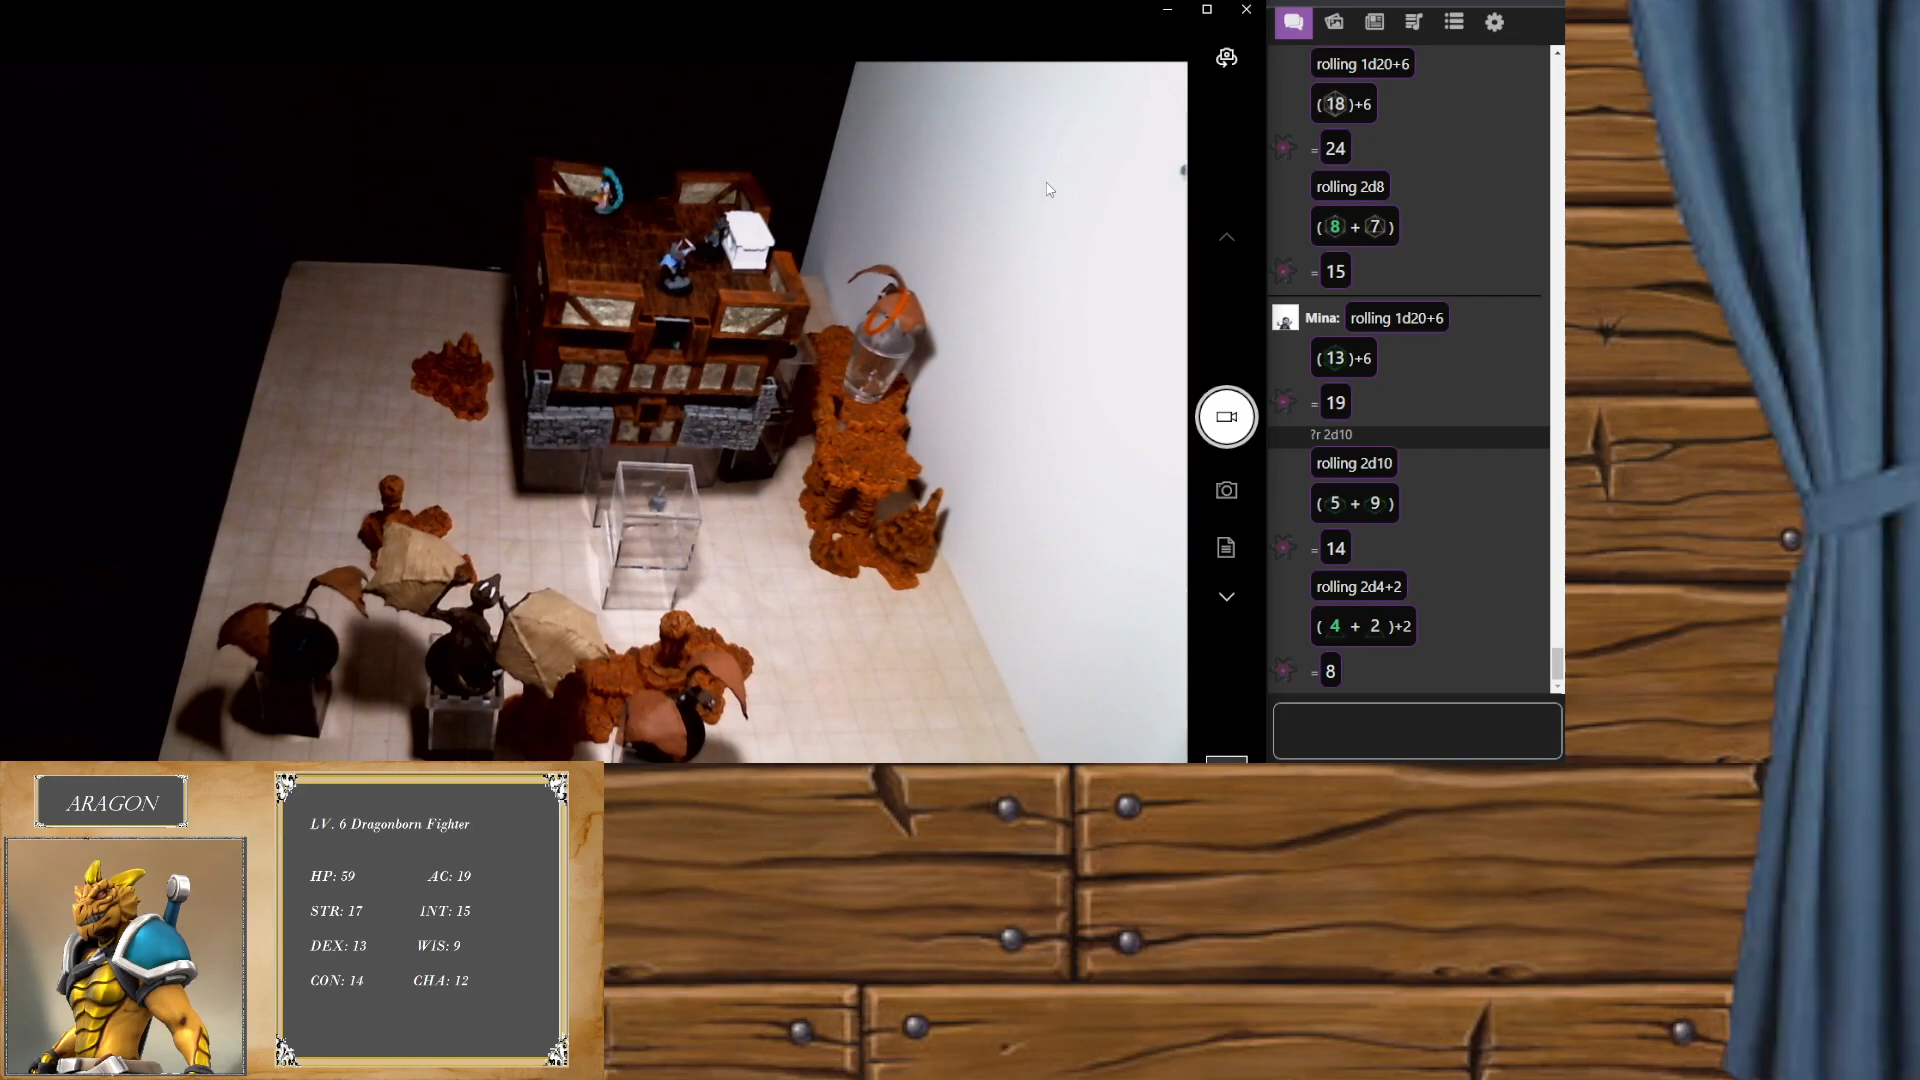 rolling 1d20+6
(18)+6
= 24
rolling 2d8
(8 + 7)
= 15
Mina: rolling 1d20+6
(13)+6
= 19
?r 2d10
rolling 2d10
(5 + 9)
= 14
rolling 2d4+2
(4 + 2)+2
= 8
ARAGON
LV. 6 Dragonborn Fighter
HP: 59 AC: 19
STR: 17 INT: 15
DEX: 13 WIS: 9
CON: 14 CHA: 12